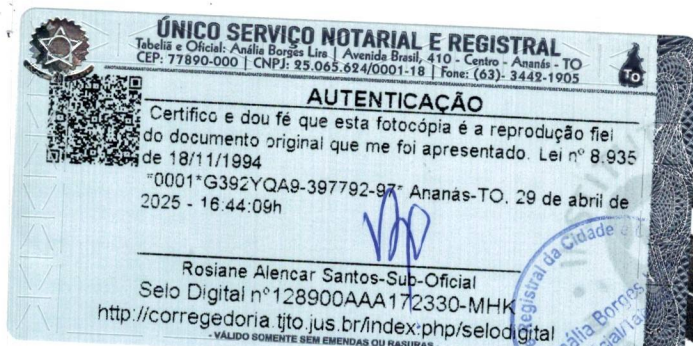 ÚNICO SERVIÇO NOTARIAL E REGISTRAL
Tabeliã e Oficial: Anália Borges Lira | Avenida Brasil, 410 - Centro - Ananás - TO
CEP: 77890-000 | CNPJ: 25.065.624/0001-18 | Fone: (63)- 3442-1905
TO
AUTENTICAÇÃO
Certifico e dou fé que esta fotocópia é a reprodução fiel
do documento original que me foi apresentado. Lei nº 8.935
de 18/11/1994
*0001*G392YQA9-397792-97* Ananás-TO, 29 de abril de
2025 - 16:44:09h
Rosiane Alencar Santos-Sub-Oficial
Selo Digital nº128900AAA172330-MHK
http://corregedoria.tjto.jus.br/index.php/selodigital
- VÁLIDO SOMENTE SEM EMENDAS OU RASURAS -
Registral da Cidade
Borges